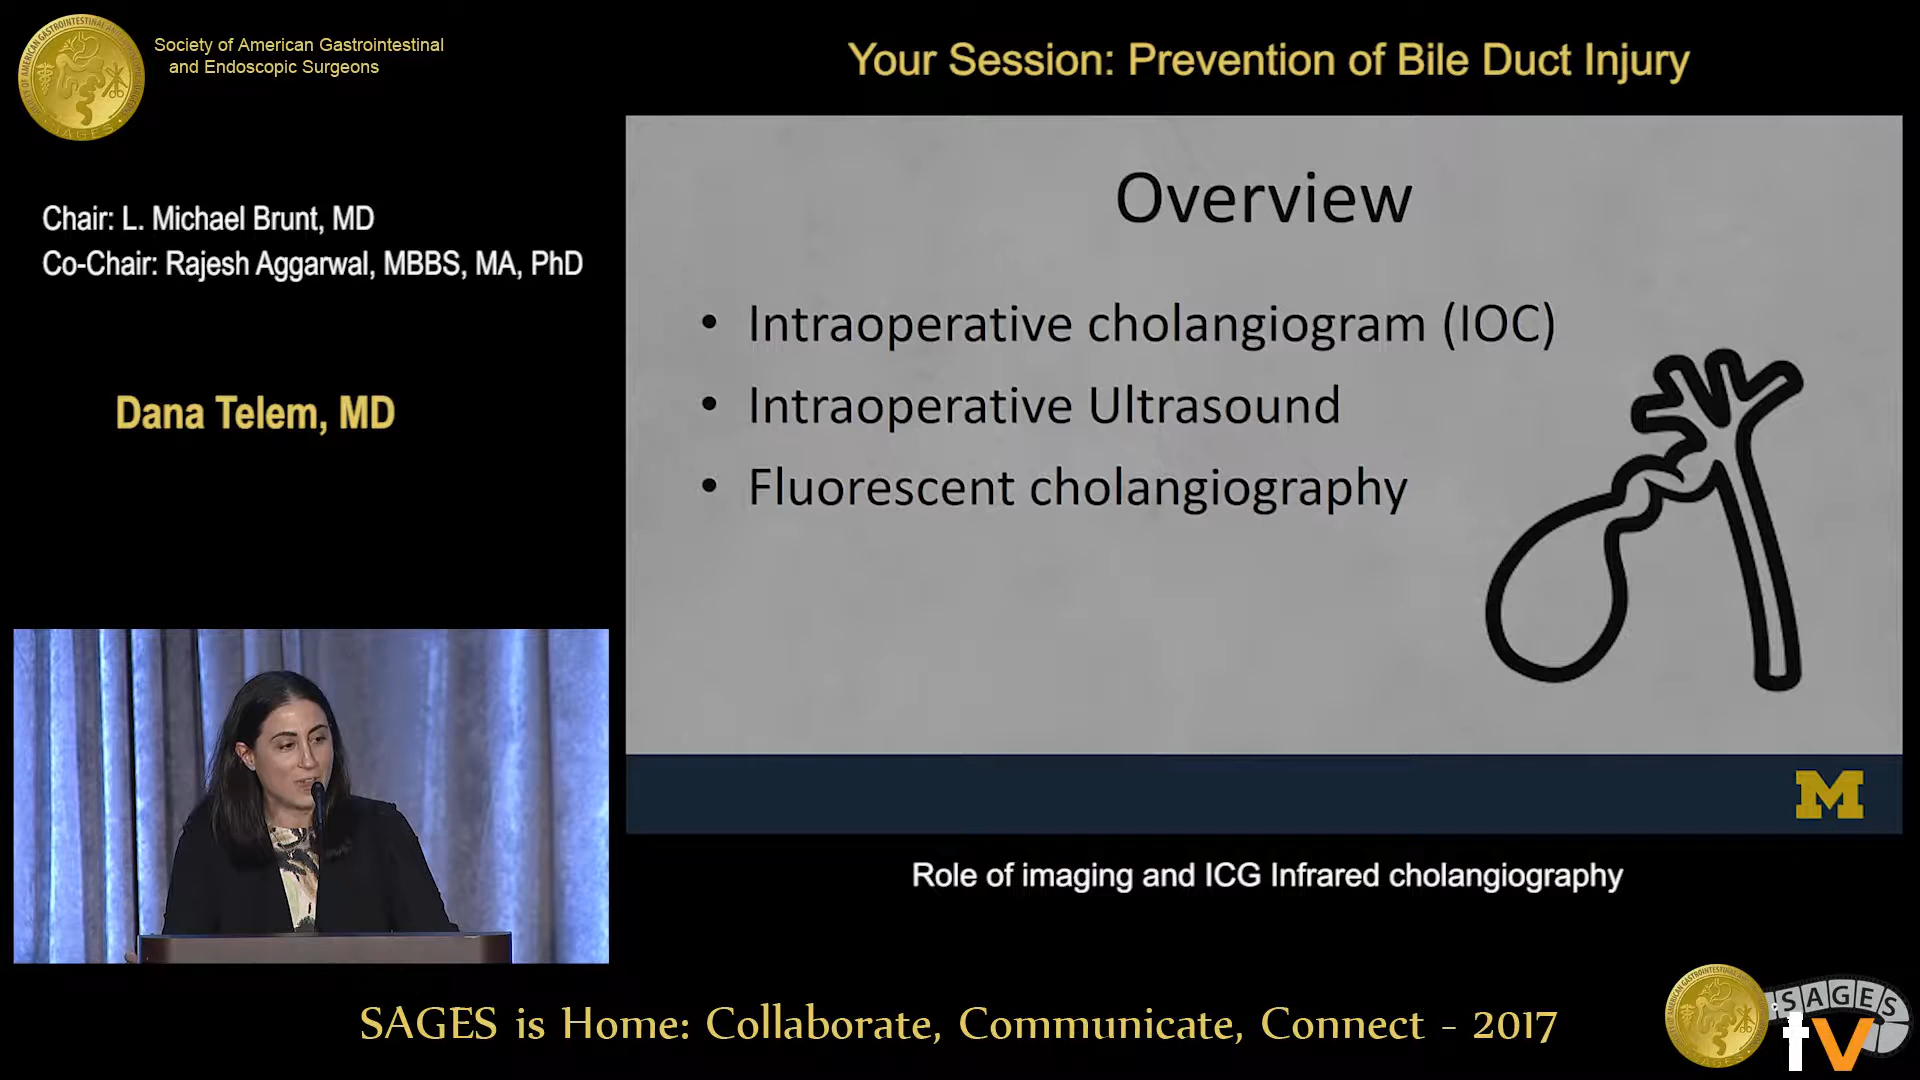 Society of American Gastrointestinal
and Endoscopic Surgeons
Your Session: Prevention of Bile Duct Injury
Chair: L. Michael Brunt, MD
Co-Chair: Rajesh Aggarwal, MBBS, MA, PhD
Dana Telem, MD
Overview
• Intraoperative cholangiogram (IOC)
• Intraoperative Ultrasound
• Fluorescent cholangiography
M
Role of imaging and ICG Infrared cholangiography
SAGES is Home: Collaborate, Communicate, Connect - 2017
SAGES
tv